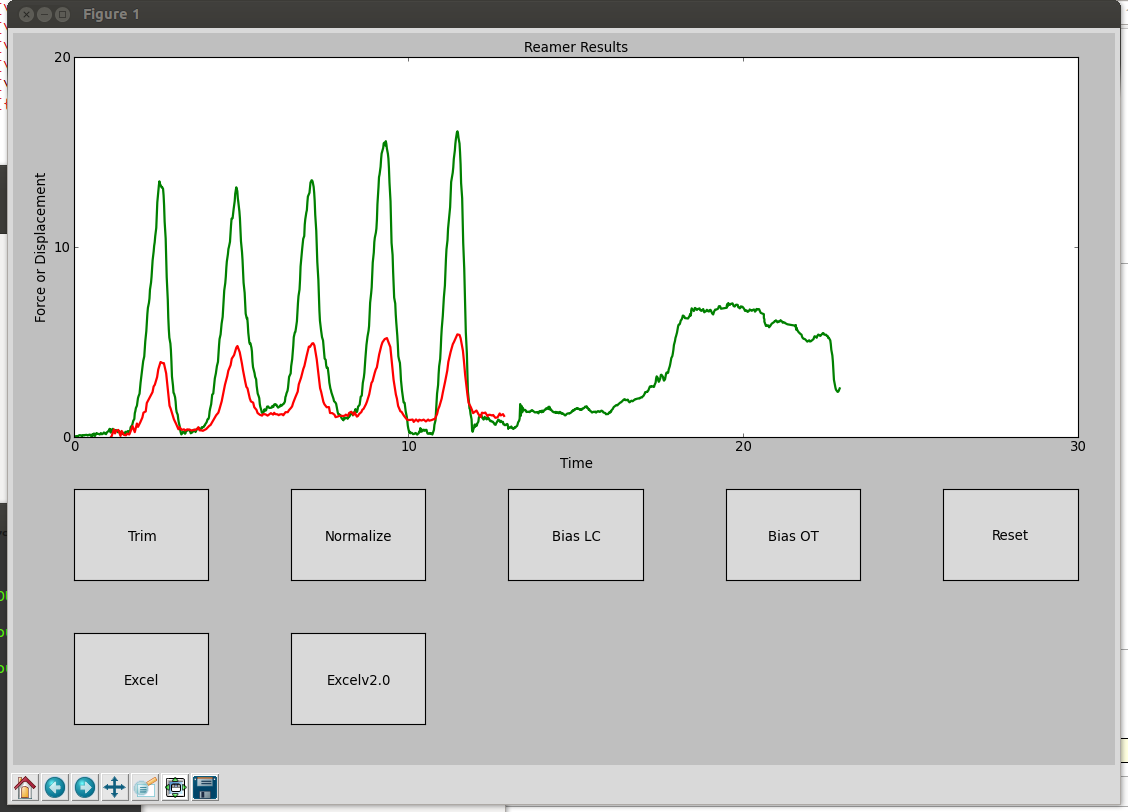 Figure 1
Reamer Results
20
10
0
Force or Displacement
0 10 20 30
Time
Trim Normalize Bias LC Bias OT Reset
Excel Excelv2.0